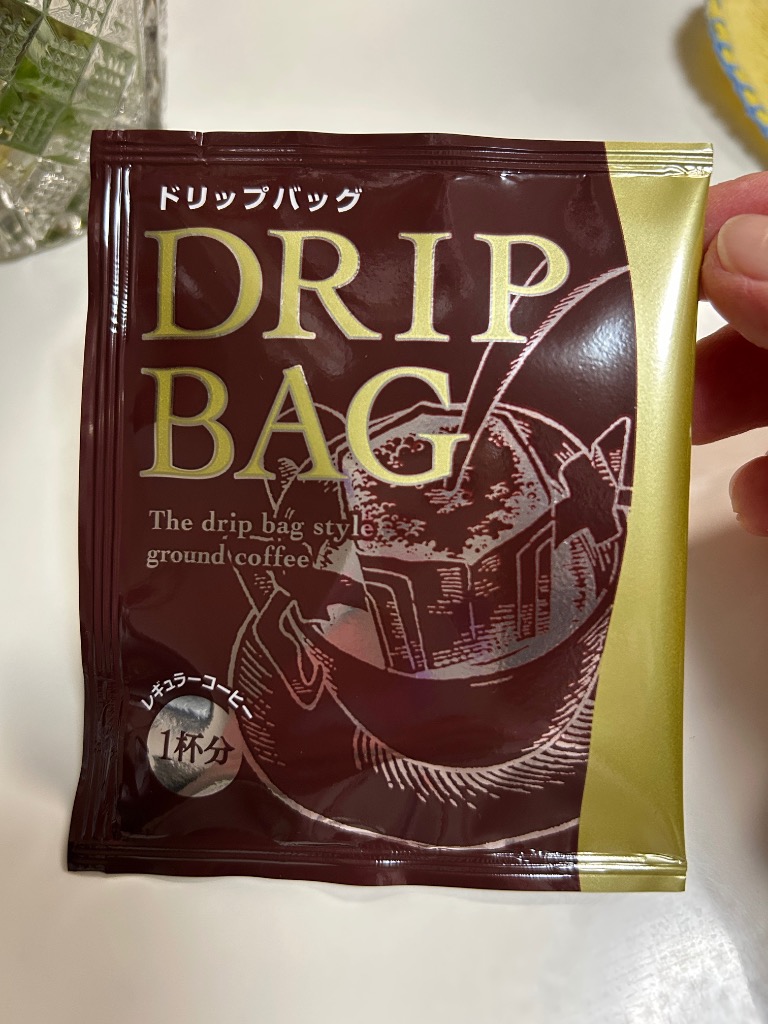 ドリップバッグ
DRIP
BAG
The drip bag style
ground coffee
レギュラーコーヒー
1杯分